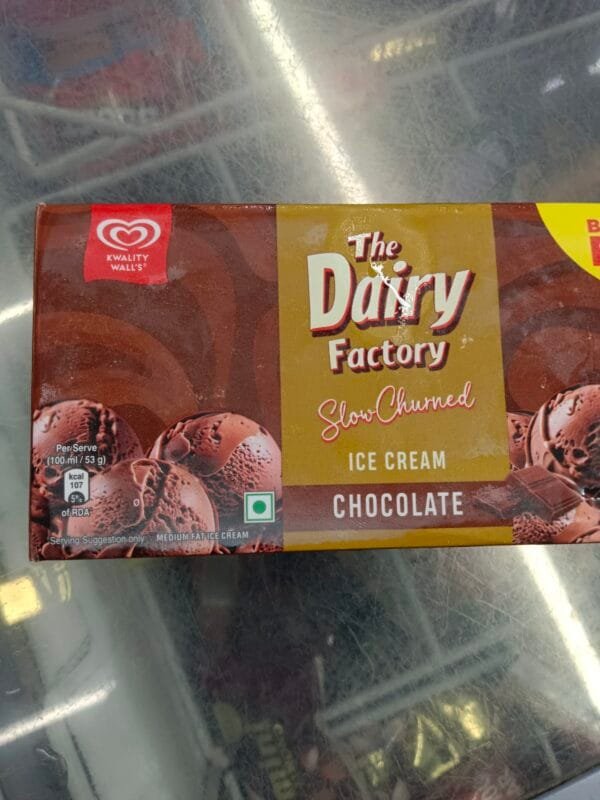 KWALITY
WALL'S®
The
Dairy
Factory
Slow Churned
ICE CREAM
CHOCOLATE
Per Serve
(100 ml / 53 g)
kcal
107
5%
of RDA
Serving Suggestion only
MEDIUM FAT ICE CREAM